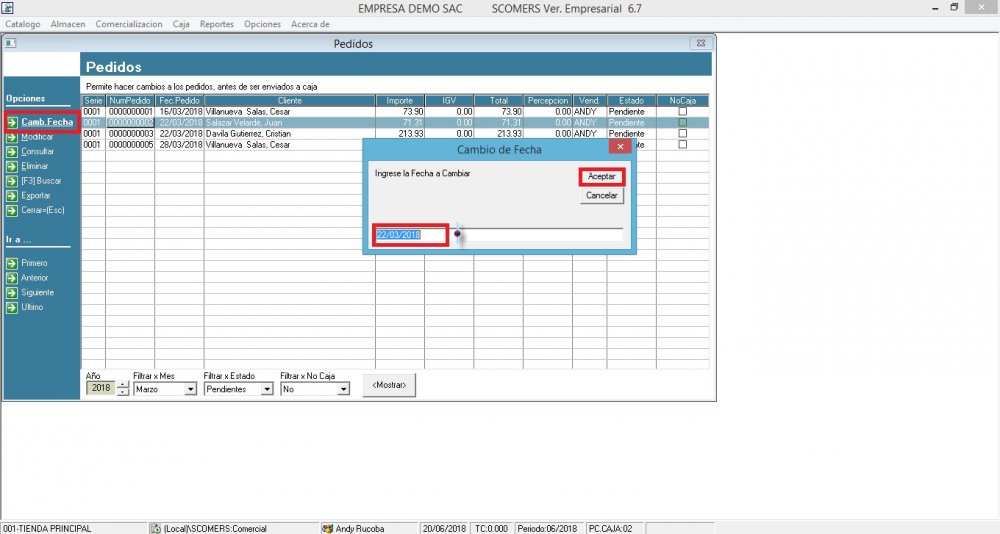 EMPRESA DEMO SAC SCOMERS Ver. Empresarial 6.7
Catalogo Almacen Comercialización Caja Reportes Opciones Acerca de
Pedidos
Pedidos
Permite hacer cambios a los pedidos, antes de ser enviados a caja
Opciones
Camb.Fecha
Modificar
Consultar
Eliminar
[F3] Buscar
Exportar
Cerrar=(Esc)
Ir a ...
Primero
Anterior
Siguiente
Ultimo
Serie NumPedido Fec.Pedido Cliente Importe IGV Total Percepcion Vend. Estado NoCaja
0001 0000000001 16/03/2018 Villanueva Salas, Cesar 73.90 0.00 73.90 0.00 ANDY Pendiente
0001 0000000002 22/03/2018 Salazar Velarde, Juan 71.31 0.00 71.31 0.00 ANDY Pendiente
0001 0000000003 22/03/2018 Davila Gutierrez, Cristian 213.93 0.00 213.93 0.00 ANDY Pendiente
0001 0000000005 28/03/2018 Villanueva Salas, Cesar
Cambio de Fecha
Ingrese la Fecha a Cambiar
Aceptar
Cancelar
22/03/2018
Año Filtrar x Mes Filtrar x Estado Filtrar x No Caja
2018 Marzo Pendientes No <Mostrar>
001-TIENDA PRINCIPAL (Local)\SCOMERS:Comercial Andy Rucoba 20/06/2018 TC:0.000 Periodo:06/2018 PC.CAJA:02